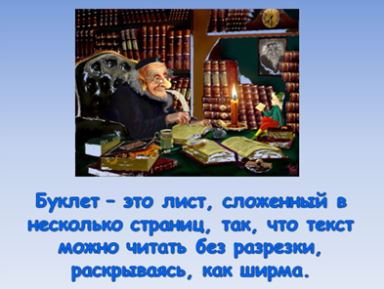 Буклет – это лист, сложенный в
несколько страниц, так, что текст
можно читать без разрезки,
раскрываясь, как ширма.